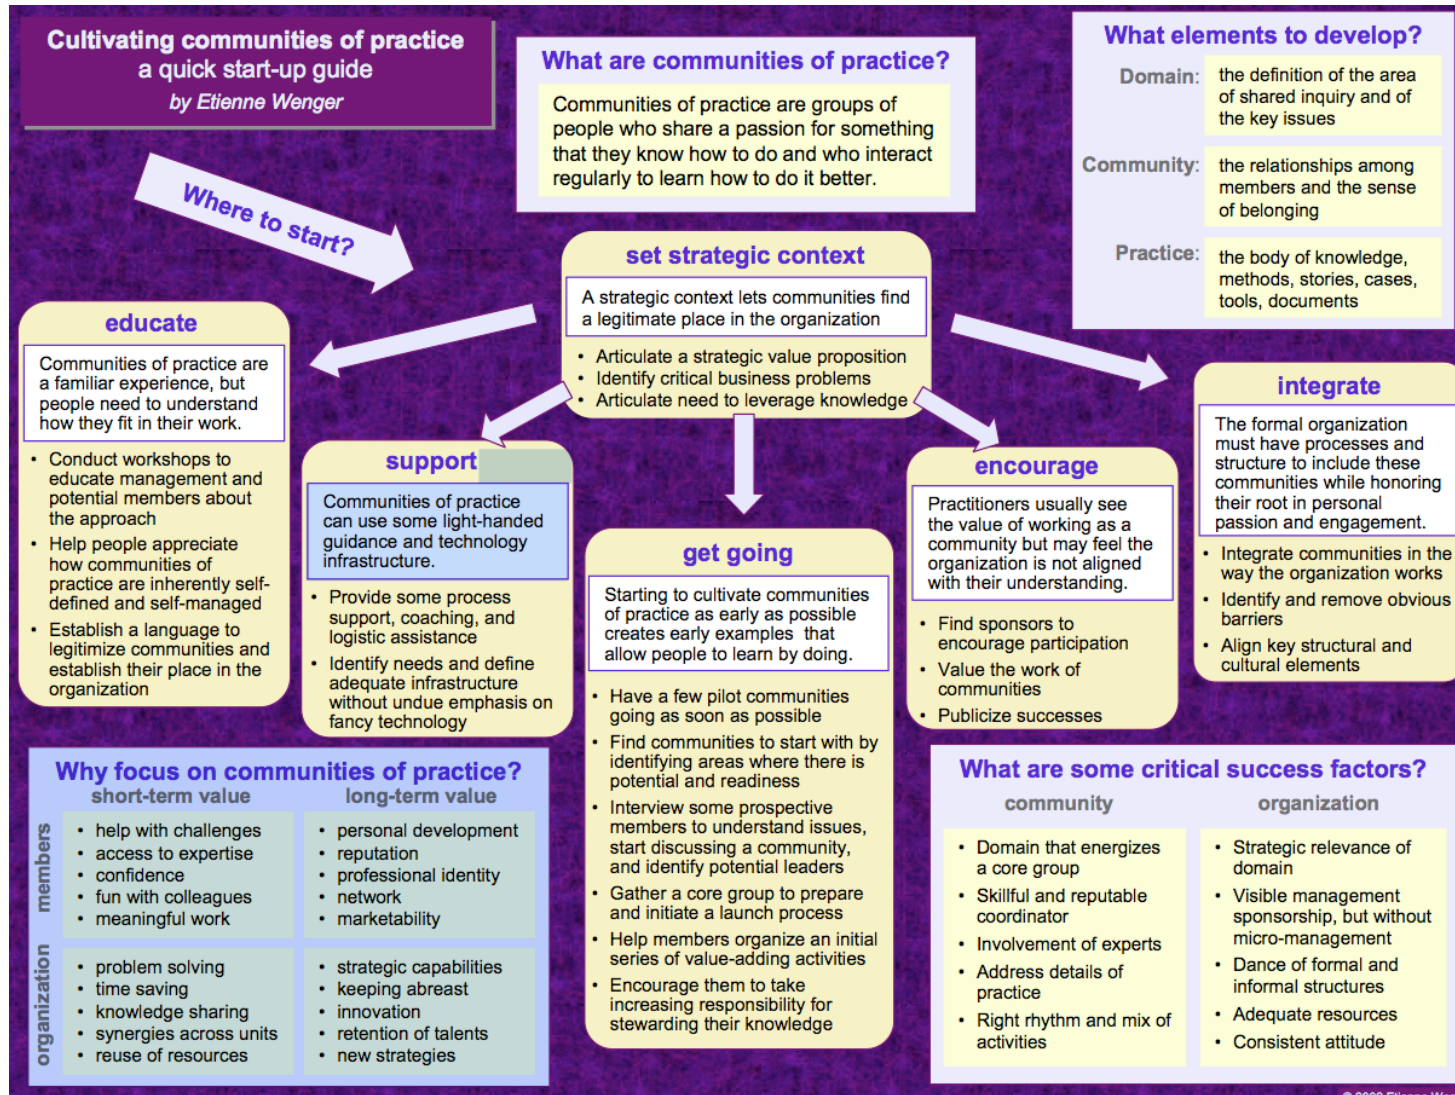 Cultivating communities of practice
a quick start-up guide
by Etienne Wenger
What are communities of practice?
Communities of practice are groups of
people who share a passion for something
that they know how to do and who interact
regularly to learn how to do it better.
What elements to develop?
Domain: the definition of the area
of shared inquiry and of
the key issues
Community: the relationships among
members and the sense
of belonging
Practice: the body of knowledge,
methods, stories, cases,
tools, documents
Where to start?
set strategic context
A strategic context lets communities find
a legitimate place in the organization
• Articulate a strategic value proposition
• Identify critical business problems
• Articulate need to leverage knowledge
educate
Communities of practice are
a familiar experience, but
people need to understand
how they fit in their work.
• Conduct workshops to
educate management and
potential members about
the approach
• Help people appreciate
how communities of
practice are inherently self-
defined and self-managed
• Establish a language to
legitimize communities and
establish their place in the
organization
support
Communities of practice
can use some light-handed
guidance and technology
infrastructure.
• Provide some process
support, coaching, and
logistic assistance
• Identify needs and define
adequate infrastructure
without undue emphasis on
fancy technology
get going
Starting to cultivate communities
of practice as early as possible
creates early examples that
allow people to learn by doing.
• Have a few pilot communities
going as soon as possible
• Find communities to start with by
identifying areas where there is
potential and readiness
• Interview some prospective
members to understand issues,
start discussing a community,
and identify potential leaders
• Gather a core group to prepare
and initiate a launch process
• Help members organize an initial
series of value-adding activities
• Encourage them to take
increasing responsibility for
stewarding their knowledge
encourage
Practitioners usually see
the value of working as a
community but may feel the
organization is not aligned
with their understanding.
• Find sponsors to
encourage participation
• Value the work of
communities
• Publicize successes
integrate
The formal organization
must have processes and
structure to include these
communities while honoring
their root in personal
passion and engagement.
• Integrate communities in the
way the organization works
• Identify and remove obvious
barriers
• Align key structural and
cultural elements
Why focus on communities of practice?
short-term value long-term value
members
• help with challenges
• access to expertise
• confidence
• fun with colleagues
• meaningful work
• personal development
• reputation
• professional identity
• network
• marketability
organization
• problem solving
• time saving
• knowledge sharing
• synergies across units
• reuse of resources
• strategic capabilities
• keeping abreast
• innovation
• retention of talents
• new strategies
What are some critical success factors?
community organization
• Domain that energizes
a core group
• Skillful and reputable
coordinator
• Involvement of experts
• Address details of
practice
• Right rhythm and mix of
activities
• Strategic relevance of
domain
• Visible management
sponsorship, but without
micro-management
• Dance of formal and
informal structures
• Adequate resources
• Consistent attitude